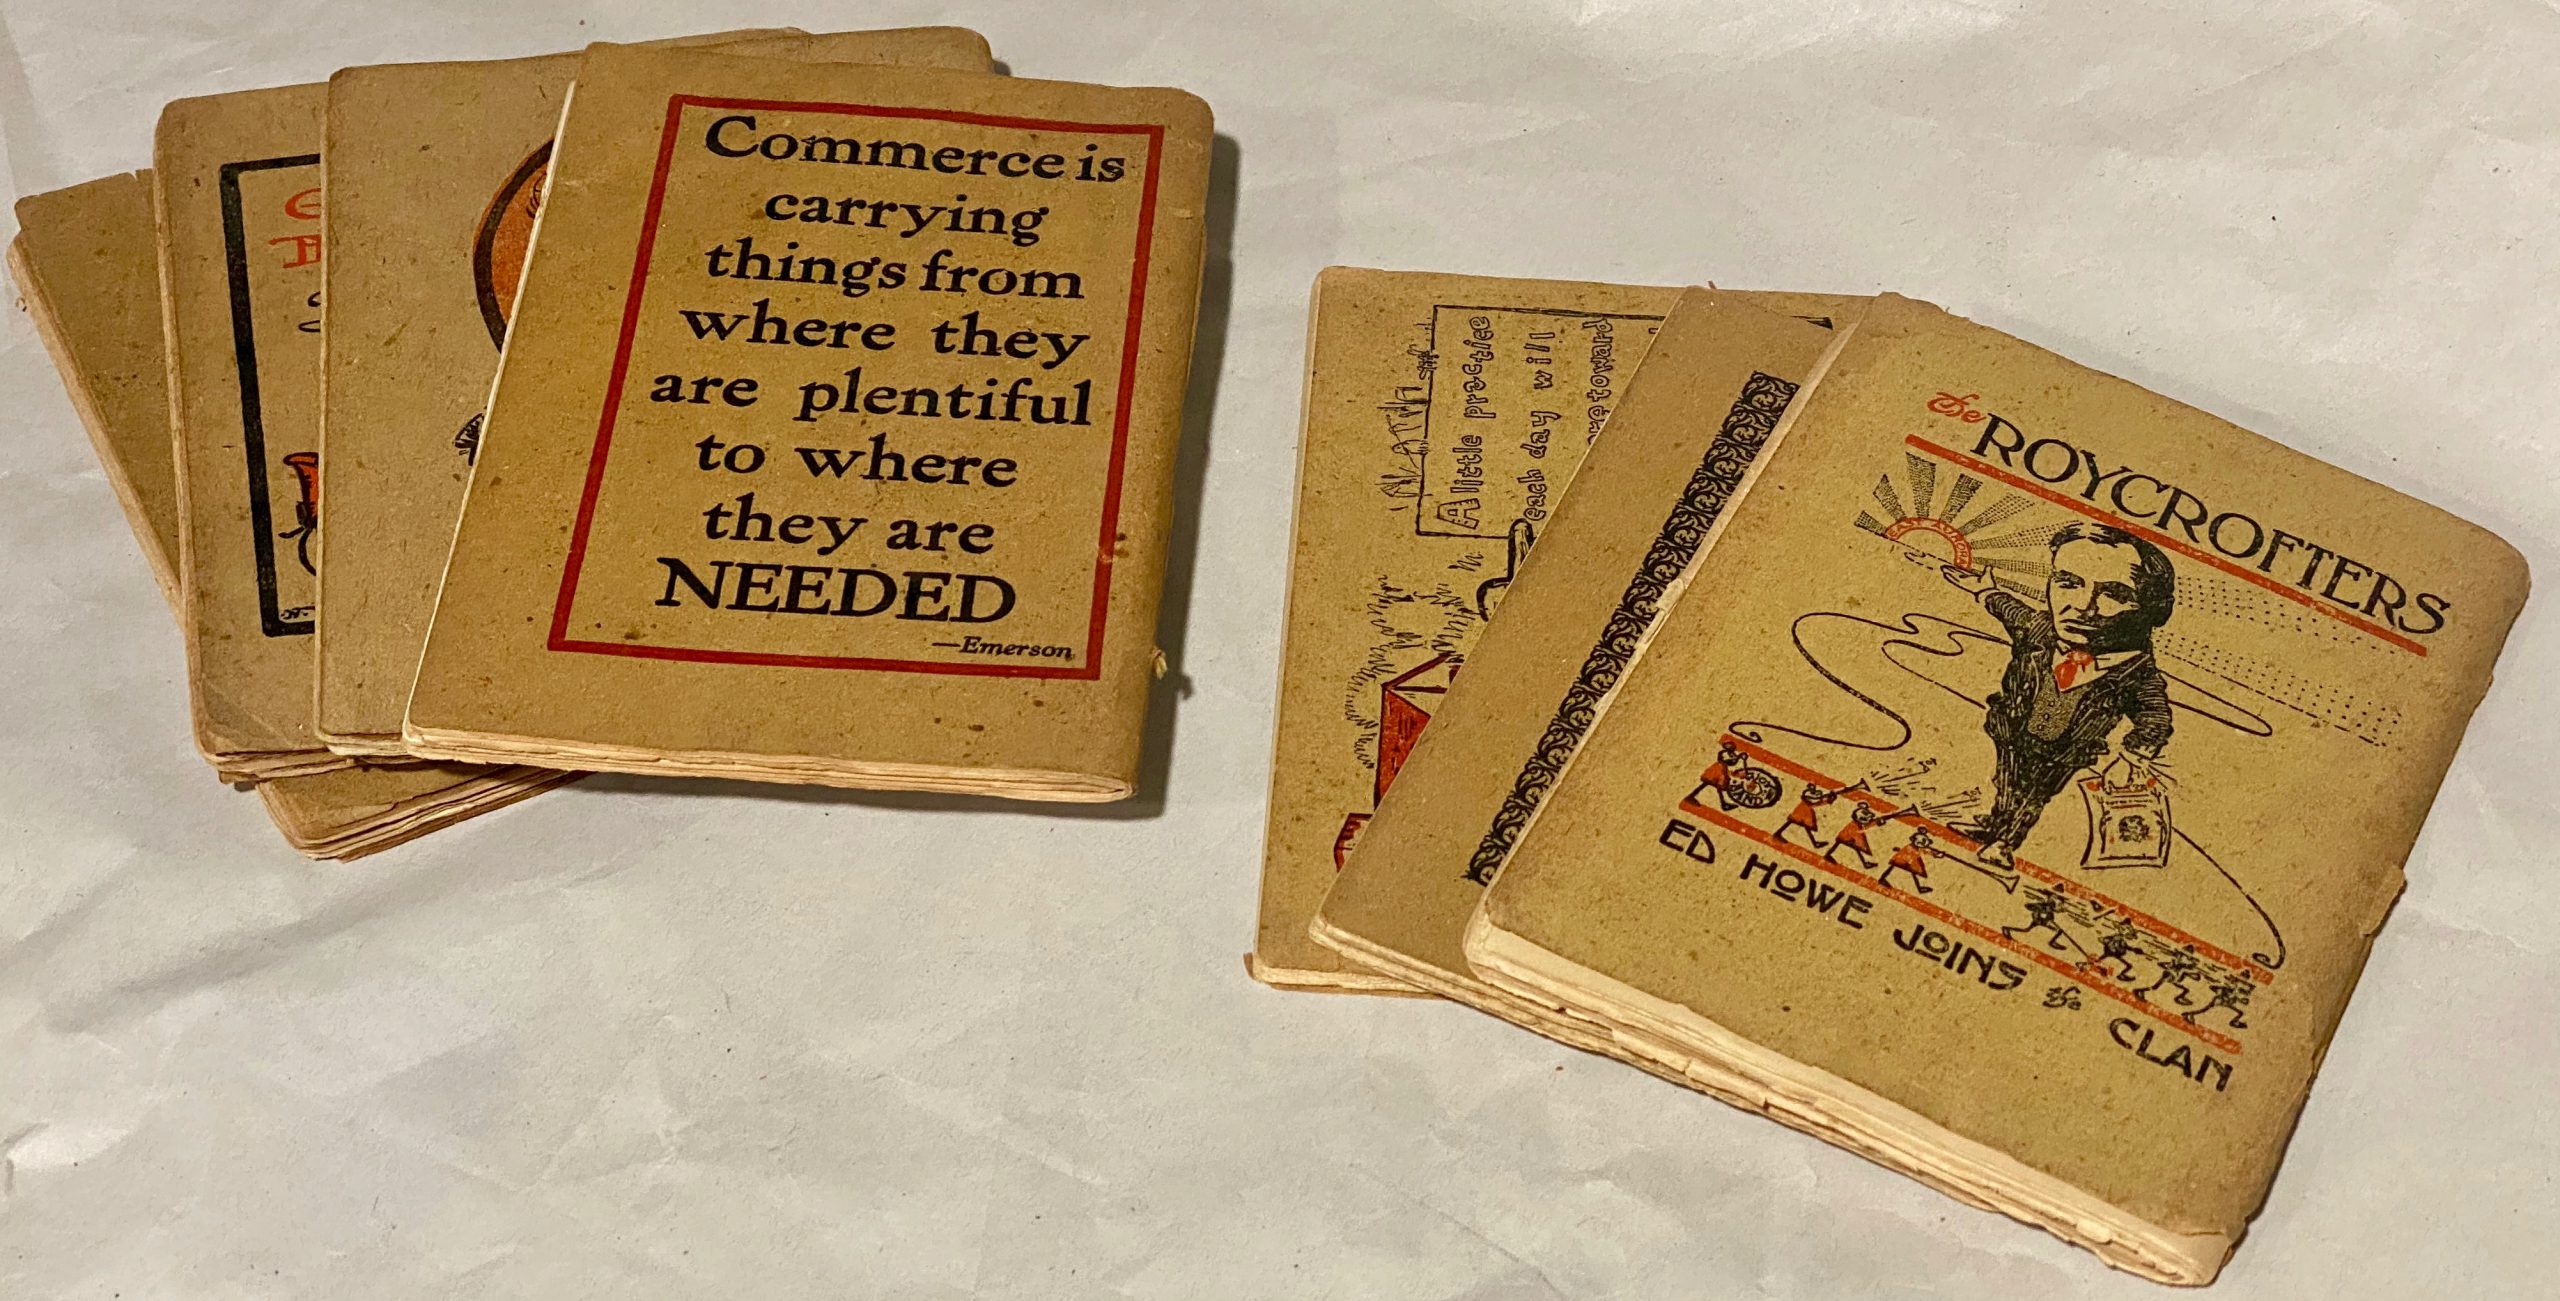 Commerce is
carrying
things from
where they
are plentiful
to where
they are
NEEDED
—Emerson
A little practice
each day will
toward
the ROYCROFTERS
ED HOWE JOINS CLAN